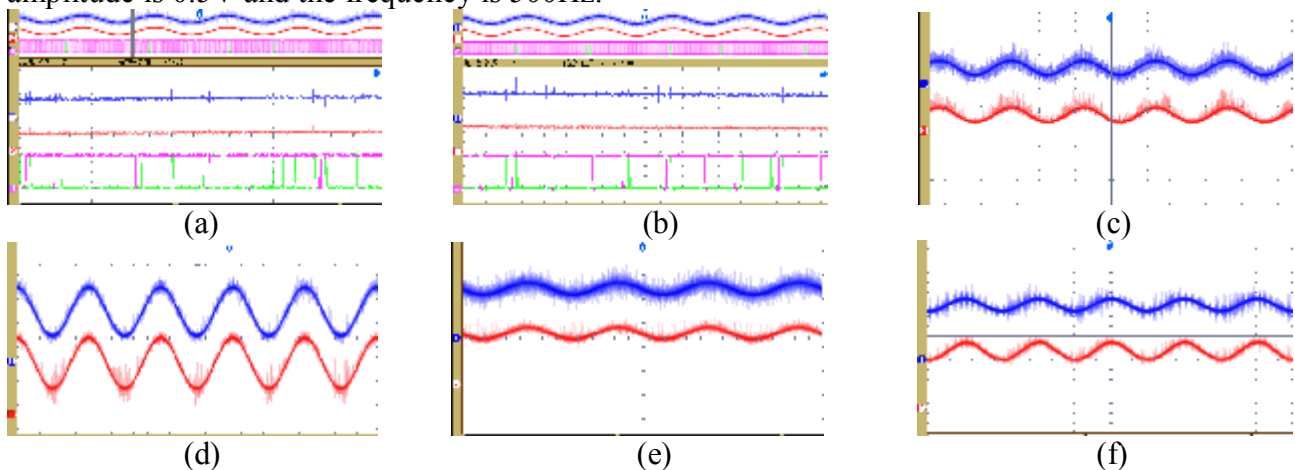 amplitude is 0.5V and the frequency is 500Hz.
(a) (b) (c)
(d) (e) (f)